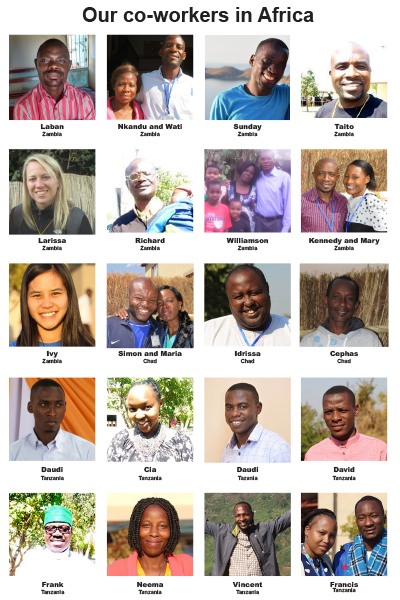 Our co-workers in Africa
Laban
Zambia
Nkandu and Wati
Zambia
Sunday
Zambia
Taito
Zambia
Larissa
Zambia
Richard
Zambia
Williamson
Zambia
Kennedy and Mary
Zambia
Ivy
Zambia
Simon and Maria
Chad
Idrissa
Chad
Cephas
Chad
Daudi
Tanzania
Cia
Tanzania
Daudi
Tazania
David
Tanzania
Frank
Tanzania
Neema
Tanzania
Vincent
Tanzania
Francis
Tanzania